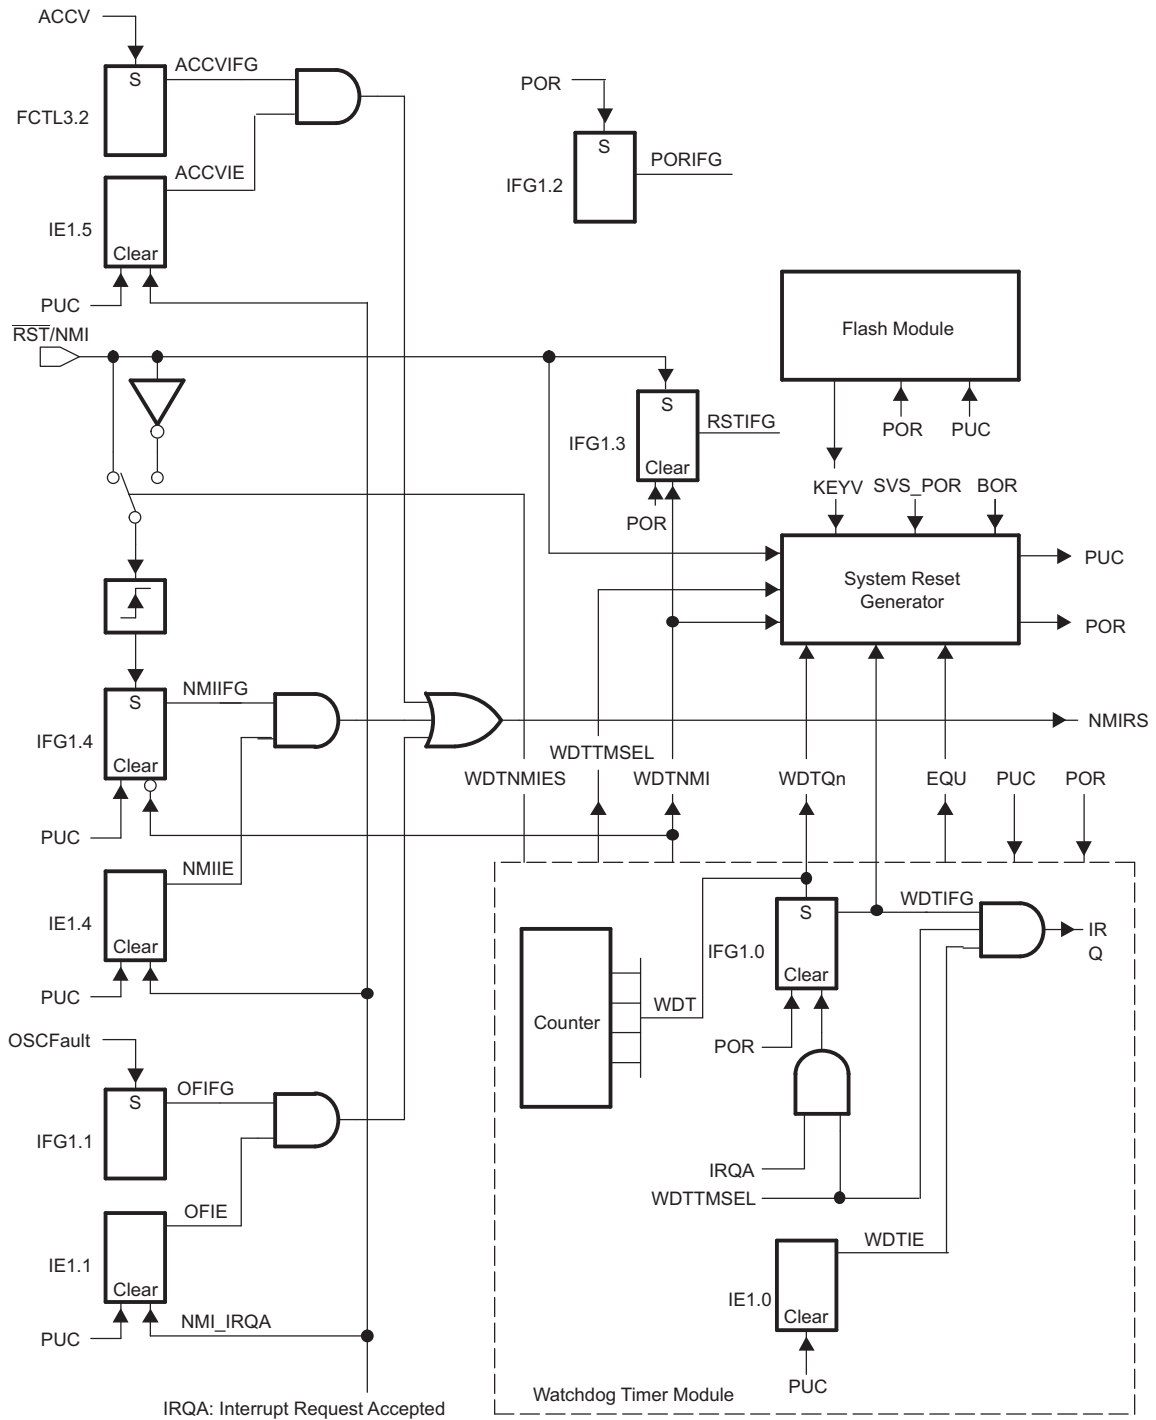 ACCV
S
ACCVIFG
FCTL3.2
ACCVIE
IE1.5
Clear
PUC
POR
S
PORIFG
IFG1.2
RST/NMI
Flash Module
S
RSTIFG
IFG1.3
Clear
POR
POR
PUC
KEYV
SVS_POR
BOR
System Reset
Generator
PUC
POR
S
NMIIFG
IFG1.4
Clear
PUC
NMIRS
WDTTMSEL
WDTNMIES
WDTNMI
WDTQn
EQU
PUC
POR
NMIIE
IE1.4
Clear
PUC
S
WDTIFG
IFG1.0
Clear
IR
Q
Counter
WDT
POR
OSCFault
S
OFIFG
IFG1.1
IRQA
WDTTMSEL
OFIE
IE1.1
Clear
PUC
NMI_IRQA
WDTIE
IE1.0
Clear
PUC
Watchdog Timer Module
IRQA: Interrupt Request Accepted